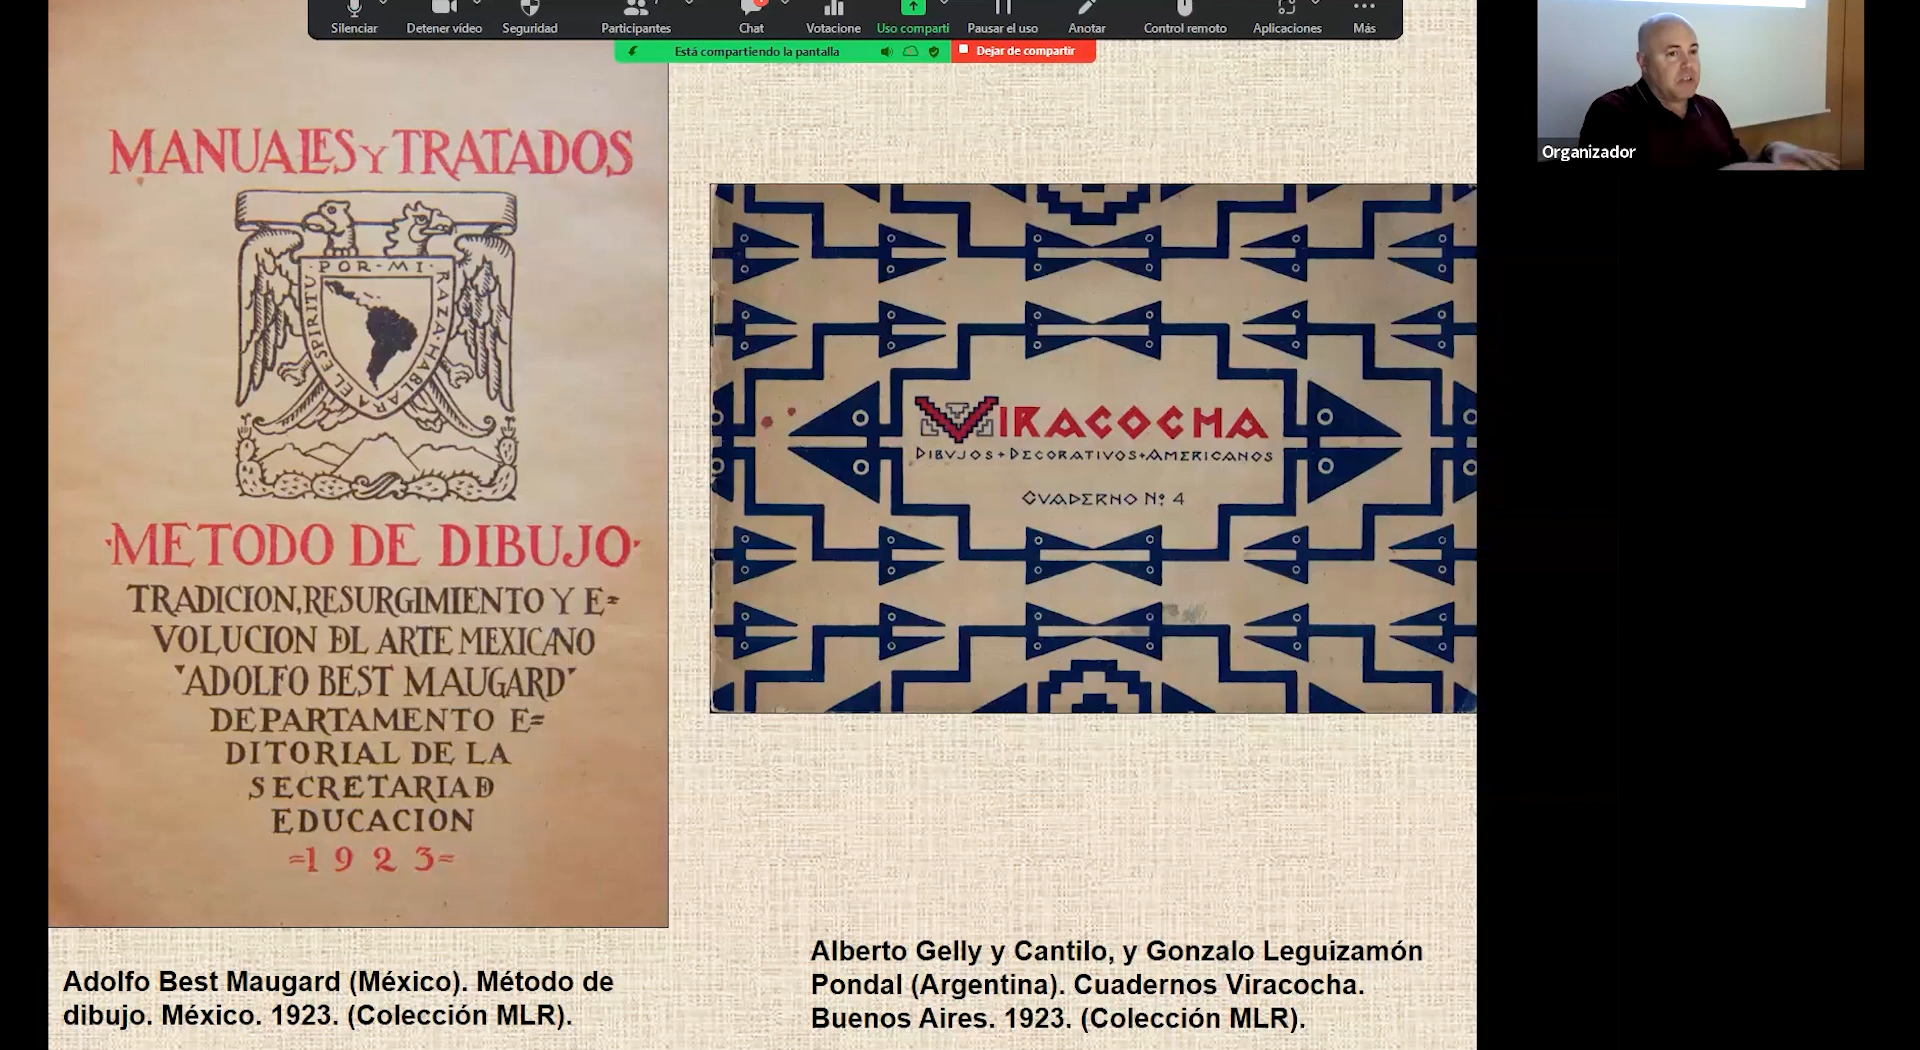 Silenciar
Detener vídeo
Seguridad
Participantes
Chat
Votacione
Uso comparti
Pausar el uso
Anotar
Control remoto
Aplicaciones
Más
Está compartiendo la pantalla
Dejar de compartir
Organizador
MANUALES Y TRATADOS
POR·MI·RAZA·HABLARA EL ESPIRITU
·METODO DE DIBUJO·
TRADICION, RESURGIMIENTO Y E=
VOLUCION DL ARTE MEXICANO
"ADOLFO BEST MAUGARD"
DEPARTAMENTO E=
DITORIAL DE LA
SECRETARIA D
EDUCACION
=1923=
VIRACOCHA
DIBVJOS+DECORATIVOS+AMERICANOS
CVADERNO Nº 4
Adolfo Best Maugard (México). Método de
dibujo. México. 1923. (Colección MLR).
Alberto Gelly y Cantilo, y Gonzalo Leguizamón
Pondal (Argentina). Cuadernos Viracocha.
Buenos Aires. 1923. (Colección MLR).